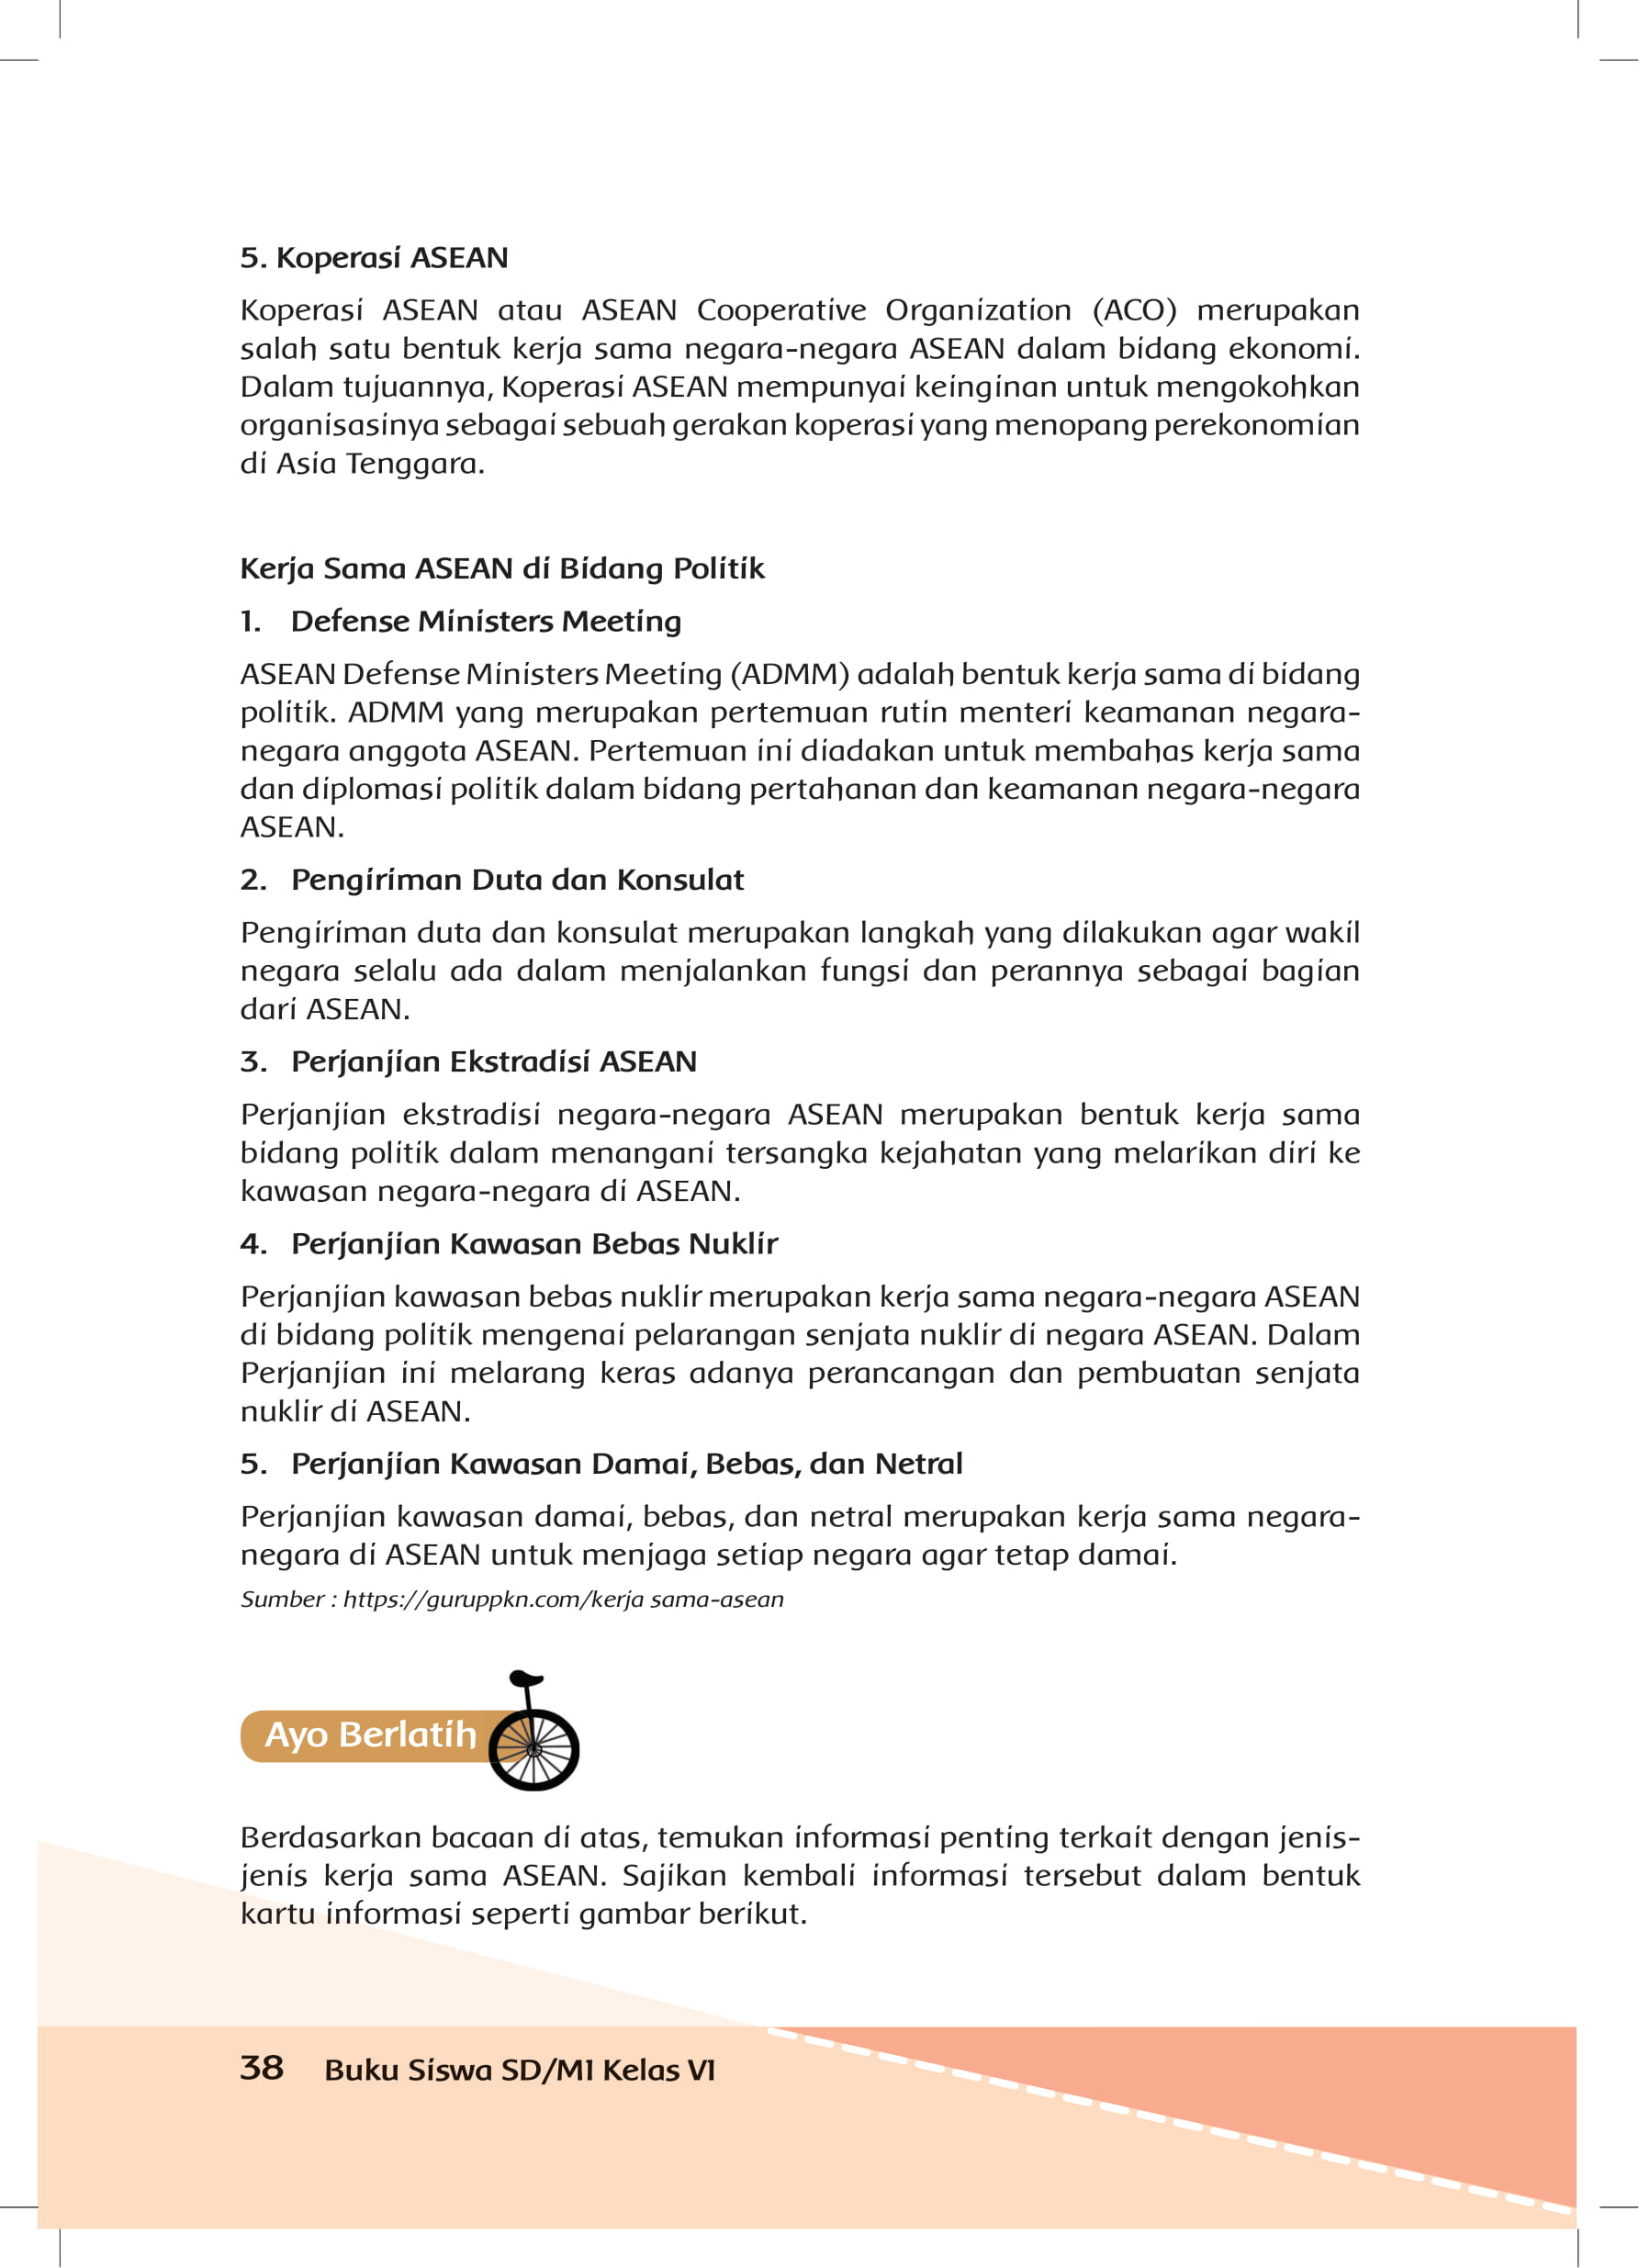 5. Koperasi ASEAN
Koperasi ASEAN atau ASEAN Cooperative Organization (ACO) merupakan
salah satu bentuk kerja sama negara-negara ASEAN dalam bidang ekonomi.
Dalam tujuannya, Koperasi ASEAN mempunyai keinginan untuk mengokohkan
organisasinya sebagai sebuah gerakan koperasi yang menopang perekonomian
di Asia Tenggara.
Kerja Sama ASEAN di Bidang Politik
1. Defense Ministers Meeting
ASEAN Defense Ministers Meeting (ADMM) adalah bentuk kerja sama di bidang
politik. ADMM yang merupakan pertemuan rutin menteri keamanan negara-
negara anggota ASEAN. Pertemuan ini diadakan untuk membahas kerja sama
dan diplomasi politik dalam bidang pertahanan dan keamanan negara-negara
ASEAN.
2. Pengiriman Duta dan Konsulat
Pengiriman duta dan konsulat merupakan langkah yang dilakukan agar wakil
negara selalu ada dalam menjalankan fungsi dan perannya sebagai bagian
dari ASEAN.
3. Perjanjian Ekstradisi ASEAN
Perjanjian ekstradisi negara-negara ASEAN merupakan bentuk kerja sama
bidang politik dalam menangani tersangka kejahatan yang melarikan diri ke
kawasan negara-negara di ASEAN.
4. Perjanjian Kawasan Bebas Nuklir
Perjanjian kawasan bebas nuklir merupakan kerja sama negara-negara ASEAN
di bidang politik mengenai pelarangan senjata nuklir di negara ASEAN. Dalam
Perjanjian ini melarang keras adanya perancangan dan pembuatan senjata
nuklir di ASEAN.
5. Perjanjian Kawasan Damai, Bebas, dan Netral
Perjanjian kawasan damai, bebas, dan netral merupakan kerja sama negara-
negara di ASEAN untuk menjaga setiap negara agar tetap damai.
Sumber : https://guruppkn.com/kerja sama-asean
Ayo Berlatih
Berdasarkan bacaan di atas, temukan informasi penting terkait dengan jenis-
jenis kerja sama ASEAN. Sajikan kembali informasi tersebut dalam bentuk
kartu informasi seperti gambar berikut.
38 Buku Siswa SD/MI Kelas VI